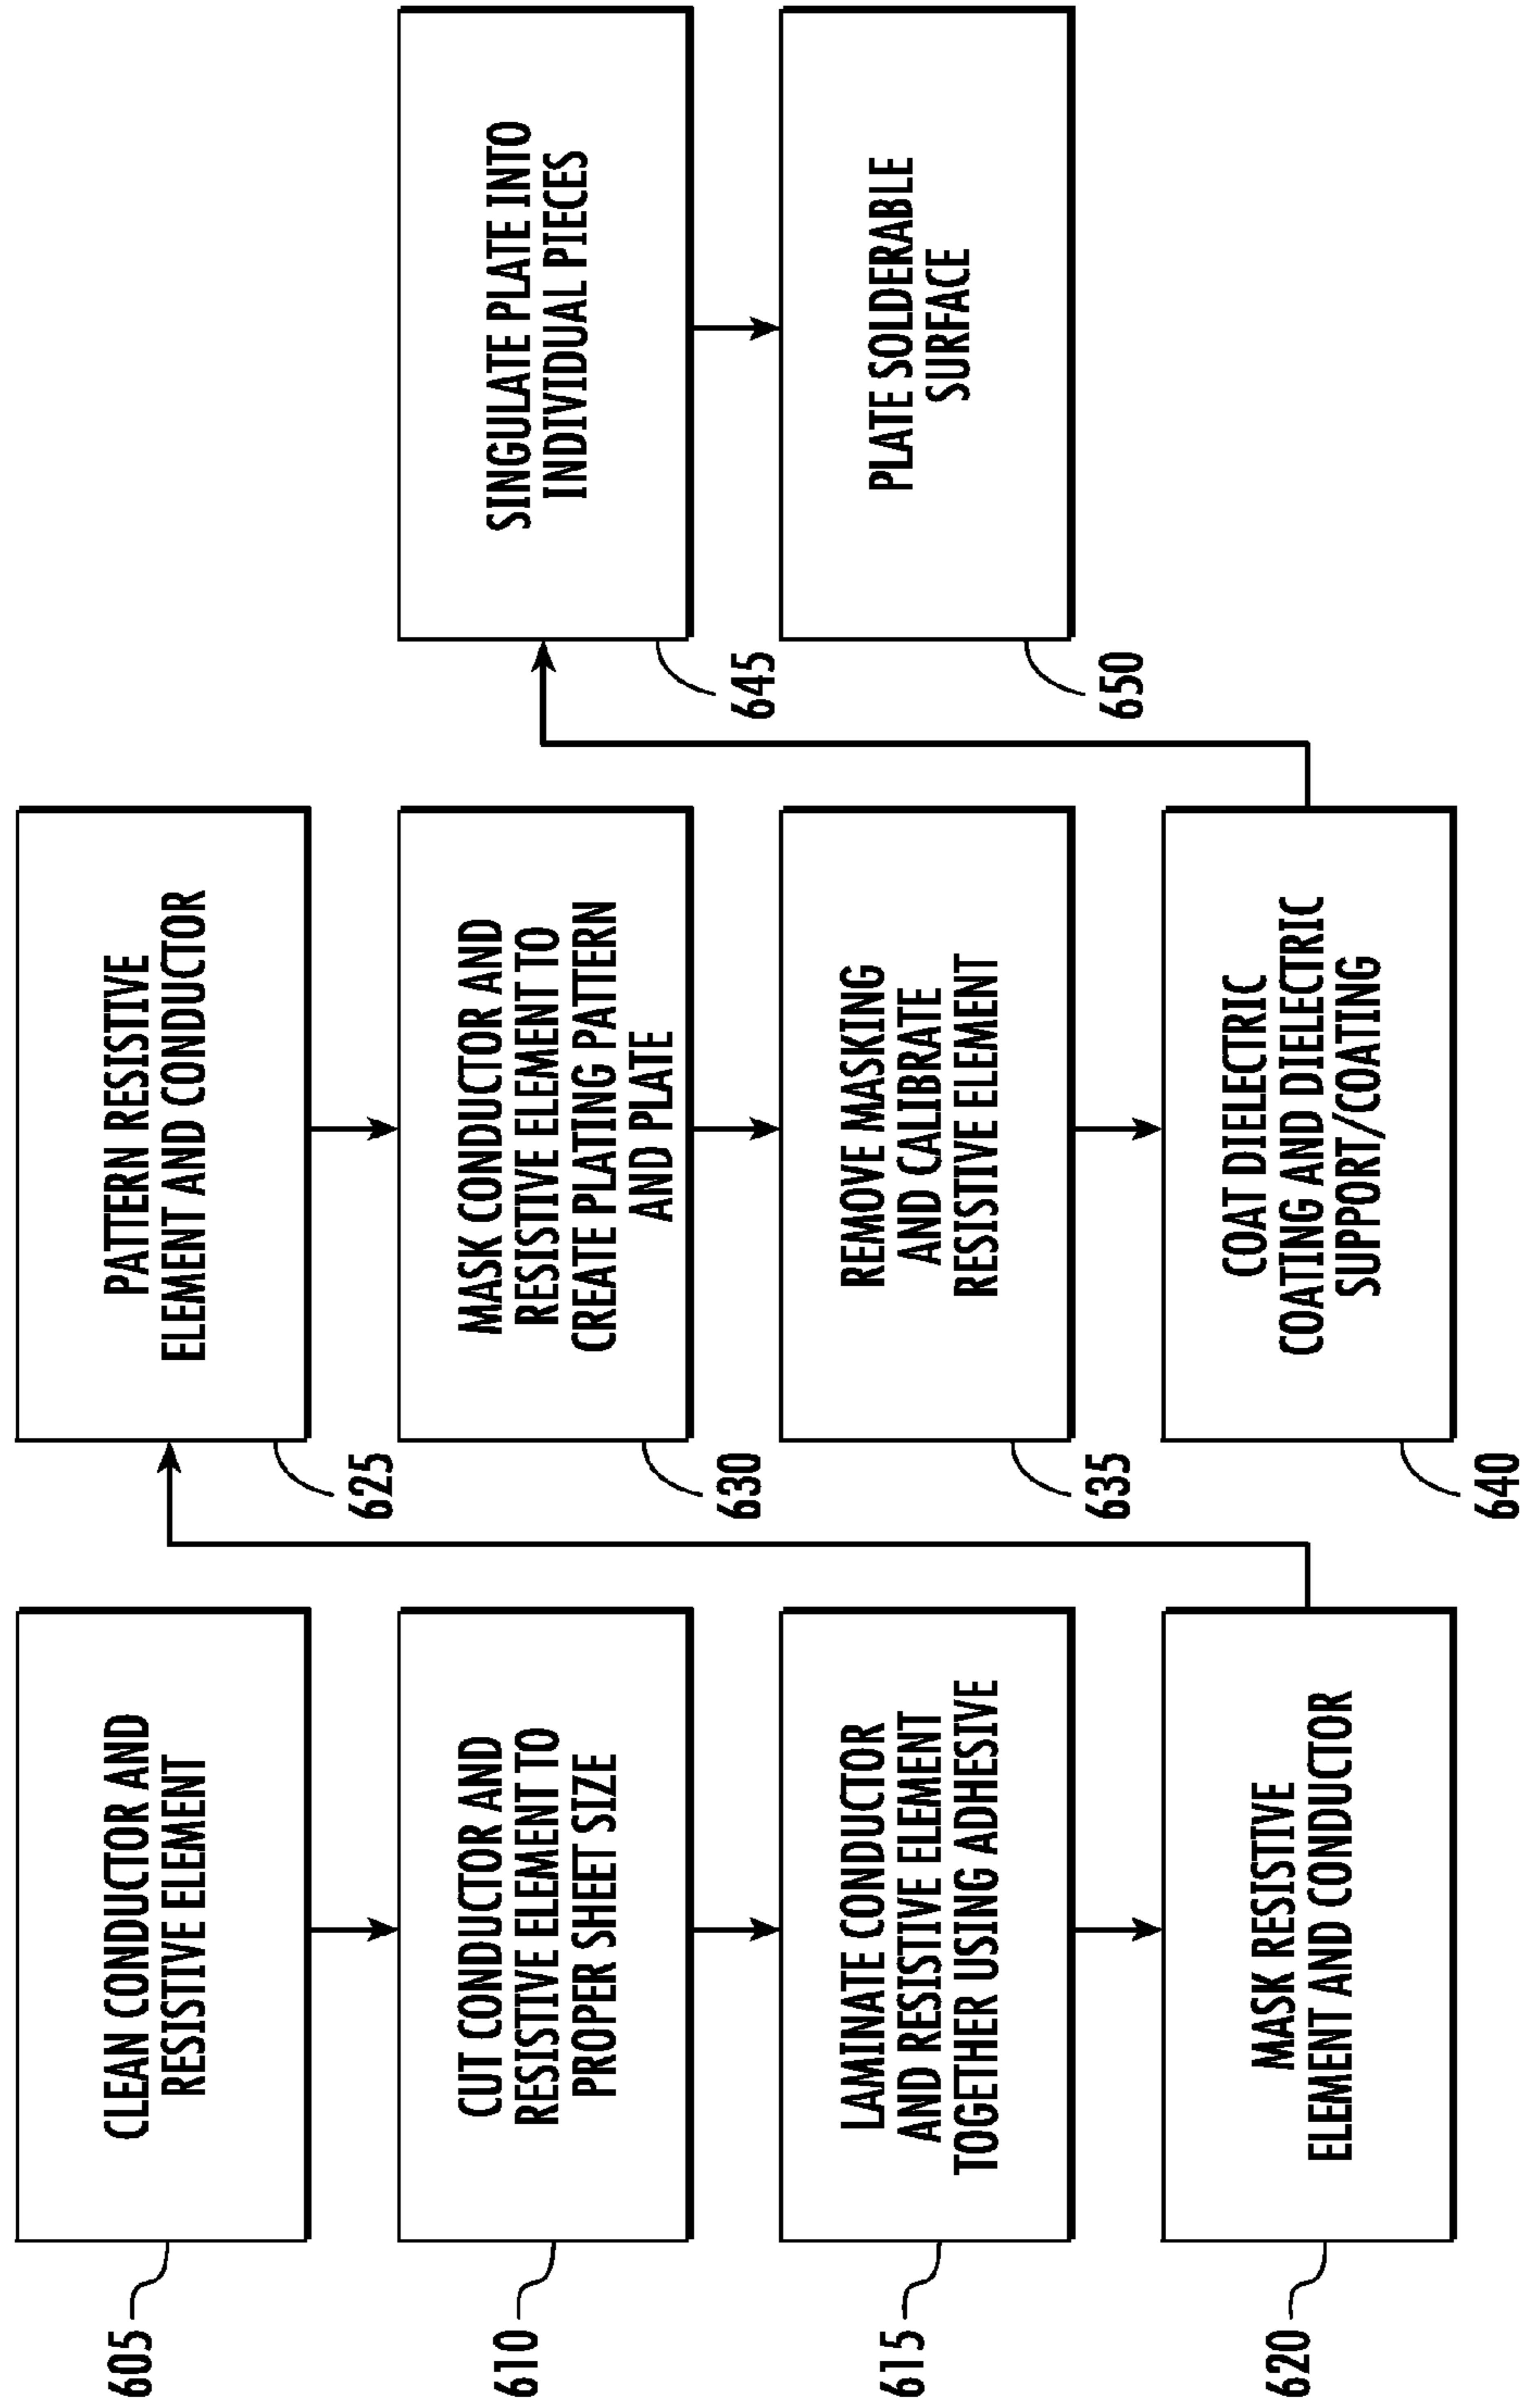 605
CLEAN CONDUCTOR AND
RESISTIVE ELEMENT
610
CUT CONDUCTOR AND
RESISTIVE ELEMENT TO
PROPER SHEET SIZE
615
LAMINATE CONDUCTOR
AND RESISTIVE ELEMENT
TOGETHER USING ADHESIVE
620
MASK RESISTIVE
ELEMENT AND CONDUCTOR
625
PATTERN RESISTIVE
ELEMENT AND CONDUCTOR
630
MASK CONDUCTOR AND
RESISTIVE ELEMENT TO
CREATE PLATING PATTERN
AND PLATE
635
REMOVE MASKING
AND CALIBRATE
RESISTIVE ELEMENT
640
COAT DIELECTRIC
COATING AND DIELECTRIC
SUPPORT/COATING
645
SINGULATE PLATE INTO
INDIVIDUAL PIECES
650
PLATE SOLDERABLE
SURFACE